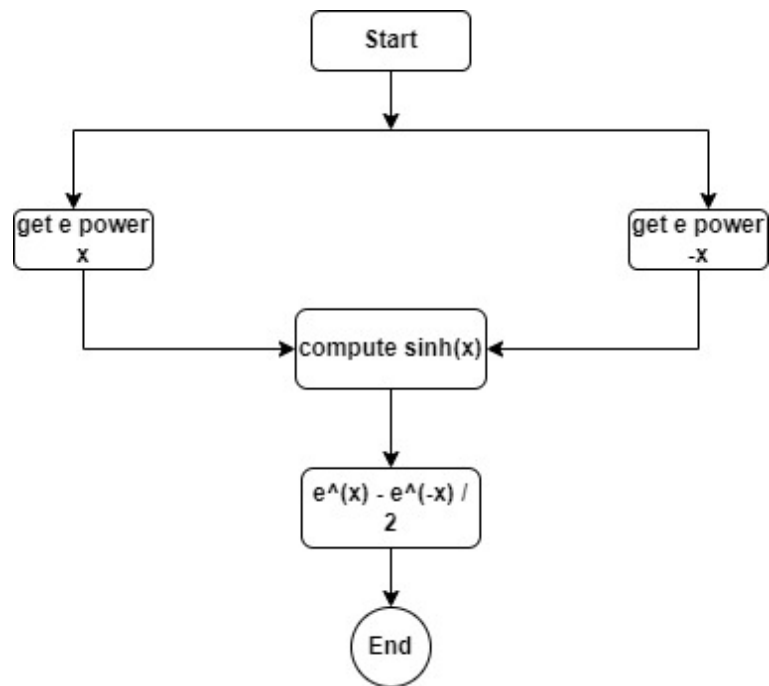 Start
get e power
x
get e power
-x
compute sinh(x)
e^(x) - e^(-x) /
2
End